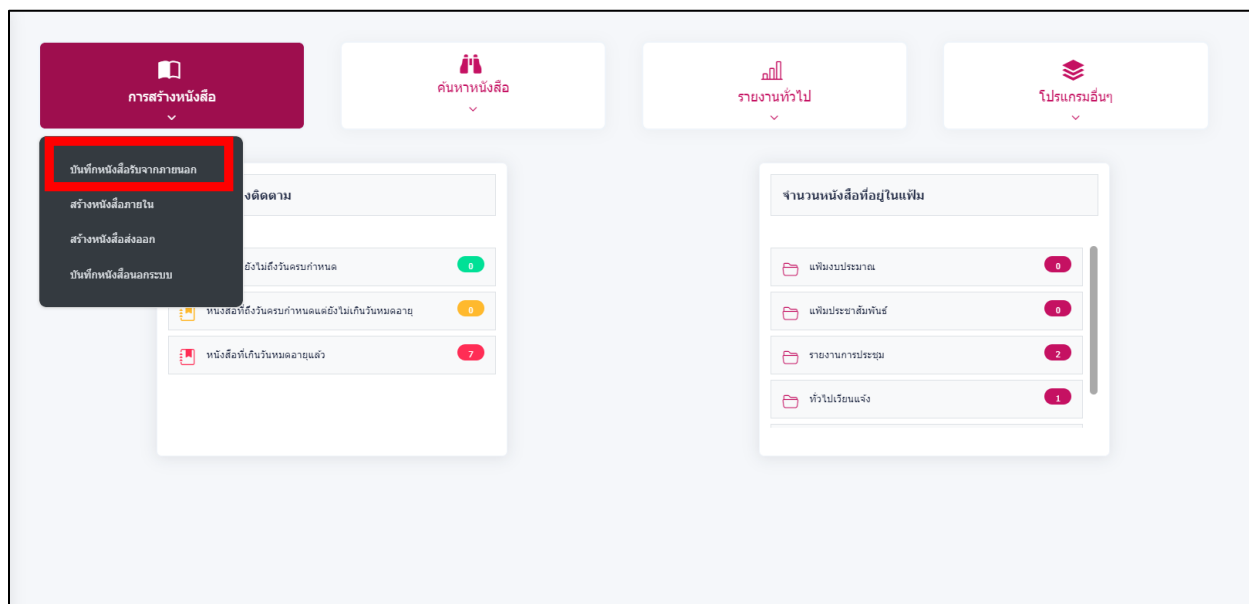 การสร้างหนังสือ
ค้นหาหนังสือ
รายงานทั่วไป
โปรแกรมอื่นๆ
บันทึกหนังสือรับจากภายนอก
สร้างหนังสือภายใน
สร้างหนังสือส่งออก
บันทึกหนังสือนอกระบบ
งติดตาม
ยังไม่ถึงวันครบกำหนด
0
หนังสือที่ถึงวันครบกำหนดแต่ยังไม่เกินวันหมดอายุ
0
หนังสือที่เกินวันหมดอายุแล้ว
7
จำนวนหนังสือที่อยู่ในแฟ้ม
แฟ้มงบประมาณ
0
แฟ้มประชาสัมพันธ์
0
รายงานการประชุม
2
ทั่วไปเวียนแจ้ง
1